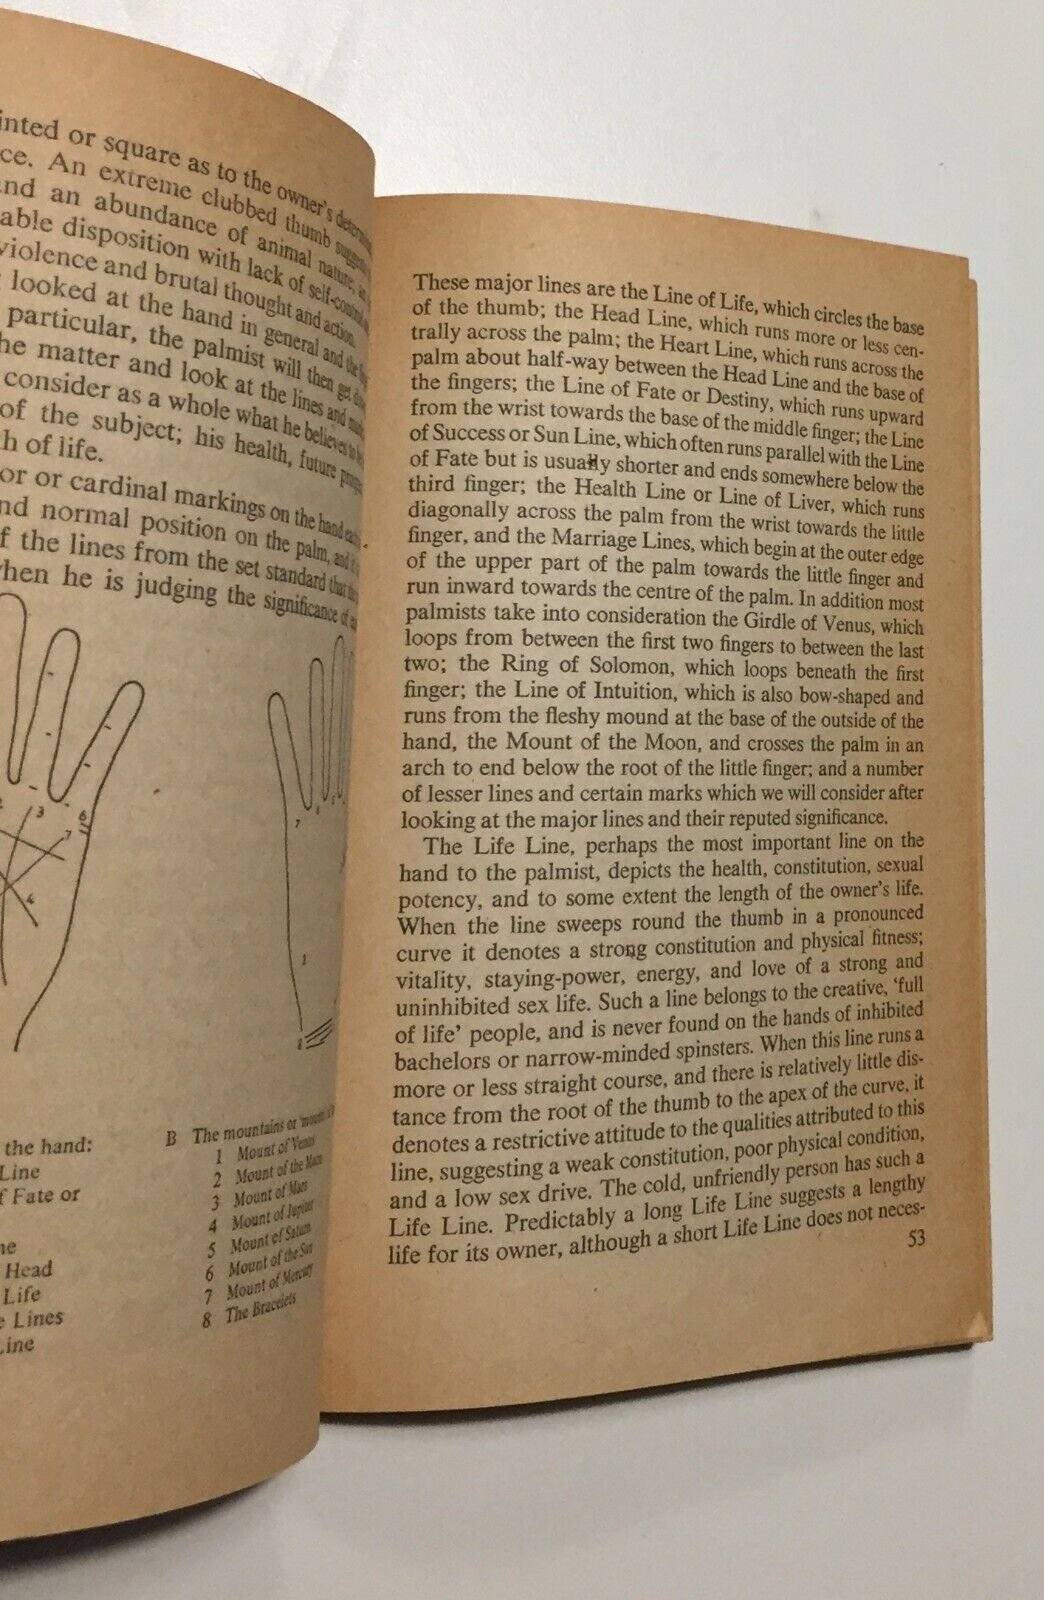 inted or square as to the owner's
ce. An extreme clubbed thumb
nd an abundance of animal nature;
able disposition with lack of self-control
violence and brutal thought and action.
looked at the hand in general and the
particular, the palmist will then get
he matter and look at the lines and
consider as a whole what he believes to be
of the subject; his health, future
th of life.
or or cardinal markings on the hand each
nd normal position on the palm, and
f the lines from the set standard that
when he is judging the significance of
2
3
6
7
4
7
6
5
4
1
8
the hand:
Line
f Fate or
ne
Head
Life
e Lines
Line
B The mountains or
1 Mount of Venus
2 Mount of the Moon
3 Mount of Mars
4 Mount of Jupiter
5 Mount of Saturn
6 Mount of the Sun
7 Mount of Mercury
8 The Bracelets
These major lines are the Line of Life, which circles the base
of the thumb; the Head Line, which runs more or less cen-
trally across the palm; the Heart Line, which runs across the
palm about half-way between the Head Line and the base of
the fingers; the Line of Fate or Destiny, which runs upward
from the wrist towards the base of the middle finger; the Line
of Success or Sun Line, which often runs parallel with the Line
of Fate but is usually shorter and ends somewhere below the
third finger; the Health Line or Line of Liver, which runs
diagonally across the palm from the wrist towards the little
finger, and the Marriage Lines, which begin at the outer edge
of the upper part of the palm towards the little finger and
run inward towards the centre of the palm. In addition most
palmists take into consideration the Girdle of Venus, which
loops from between the first two fingers to between the last
two; the Ring of Solomon, which loops beneath the first
finger; the Line of Intuition, which is also bow-shaped and
runs from the fleshy mound at the base of the outside of the
hand, the Mount of the Moon, and crosses the palm in an
arch to end below the root of the little finger; and a number
of lesser lines and certain marks which we will consider after
looking at the major lines and their reputed significance.
The Life Line, perhaps the most important line on the
hand to the palmist, depicts the health, constitution, sexual
potency, and to some extent the length of the owner's life.
When the line sweeps round the thumb in a pronounced
curve it denotes a strong constitution and physical fitness;
vitality, staying-power, energy, and love of a strong and
uninhibited sex life. Such a line belongs to the creative, 'full
of life' people, and is never found on the hands of inhibited
bachelors or narrow-minded spinsters. When this line runs a
more or less straight course, and there is relatively little dis-
tance from the root of the thumb to the apex of the curve, it
denotes a restrictive attitude to the qualities attributed to this
line, suggesting a weak constitution, poor physical condition,
and a low sex drive. The cold, unfriendly person has such a
Life Line. Predictably a long Life Line suggests a lengthy
life for its owner, although a short Life Line does not neces-
53